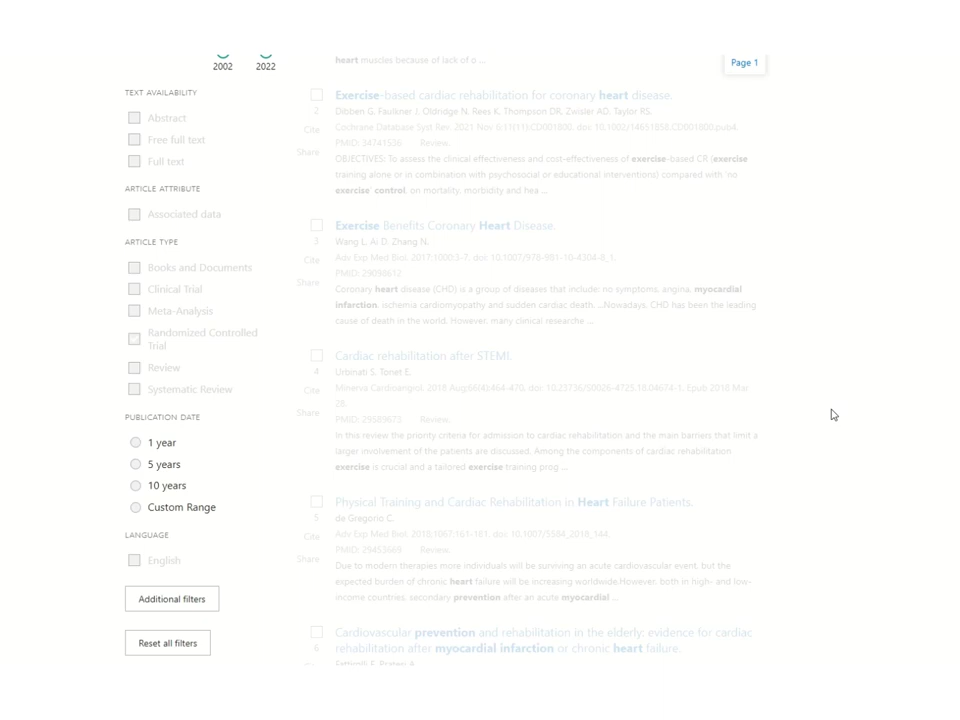 2002 2022
TEXT AVAILABILITY
Abstract
Free full text
Full text
ARTICLE ATTRIBUTE
Associated data
ARTICLE TYPE
Books and Documents
Clinical Trial
Meta-Analysis
Randomized Controlled
Trial
Review
Systematic Review
PUBLICATION DATE
1 year
5 years
10 years
Custom Range
LANGUAGE
English
Additional filters
Reset all filters
heart muscles because of lack of o ...
Page 1
Exercise-based cardiac rehabilitation for coronary heart disease.
2
Dibben G, Faulkner J, Oldridge N, Rees K, Thompson DR, Zwisler AD, Taylor RS.
Cite
Cochrane Database Syst Rev. 2021 Nov 6;11(11):CD001800. doi: 10.1002/14651858.CD001800.pub4.
PMID: 34741536 Review.
Share
OBJECTIVES: To assess the clinical effectiveness and cost-effectiveness of exercise-based CR (exercise
training alone or in combination with psychosocial or educational interventions) compared with 'no
exercise' control, on mortality, morbidity and hea ...
Exercise Benefits Coronary Heart Disease.
3
Wang L, Ai D, Zhang N.
Cite
Adv Exp Med Biol. 2017;1000:3-7. doi: 10.1007/978-981-10-4304-8_1.
PMID: 29098612
Share
Coronary heart disease (CHD) is a group of diseases that include: no symptoms, angina, myocardial
infarction, ischemia cardiomyopathy and sudden cardiac death. ...Nowadays, CHD has been the leading
cause of death in the world. However, many clinical researche ...
Cardiac rehabilitation after STEMI.
4
Urbinati S, Tonet E.
Cite
Minerva Cardioangiol. 2018 Aug;66(4):464-470. doi: 10.23736/S0026-4725.18.04674-1. Epub 2018 Mar
28.
Share
PMID: 29589673 Review.
In this review the priority criteria for admission to cardiac rehabilitation and the main barriers that limit a
larger involvement of the patients are discussed. Among the components of cardiac rehabilitation
exercise is crucial and a tailored exercise training prog ...
Physical Training and Cardiac Rehabilitation in Heart Failure Patients.
5
de Gregorio C.
Cite
Adv Exp Med Biol. 2018;1067:161-181. doi: 10.1007/5584_2018_144.
PMID: 29453669 Review.
Share
Due to modern therapies more individuals will be surviving an acute cardiovascular event, but the
expected burden of chronic heart failure will be increasing worldwide.However, both in high- and low-
income countries, secondary prevention after an acute myocardial ...
Cardiovascular prevention and rehabilitation in the elderly: evidence for cardiac
6
rehabilitation after myocardial infarction or chronic heart failure.